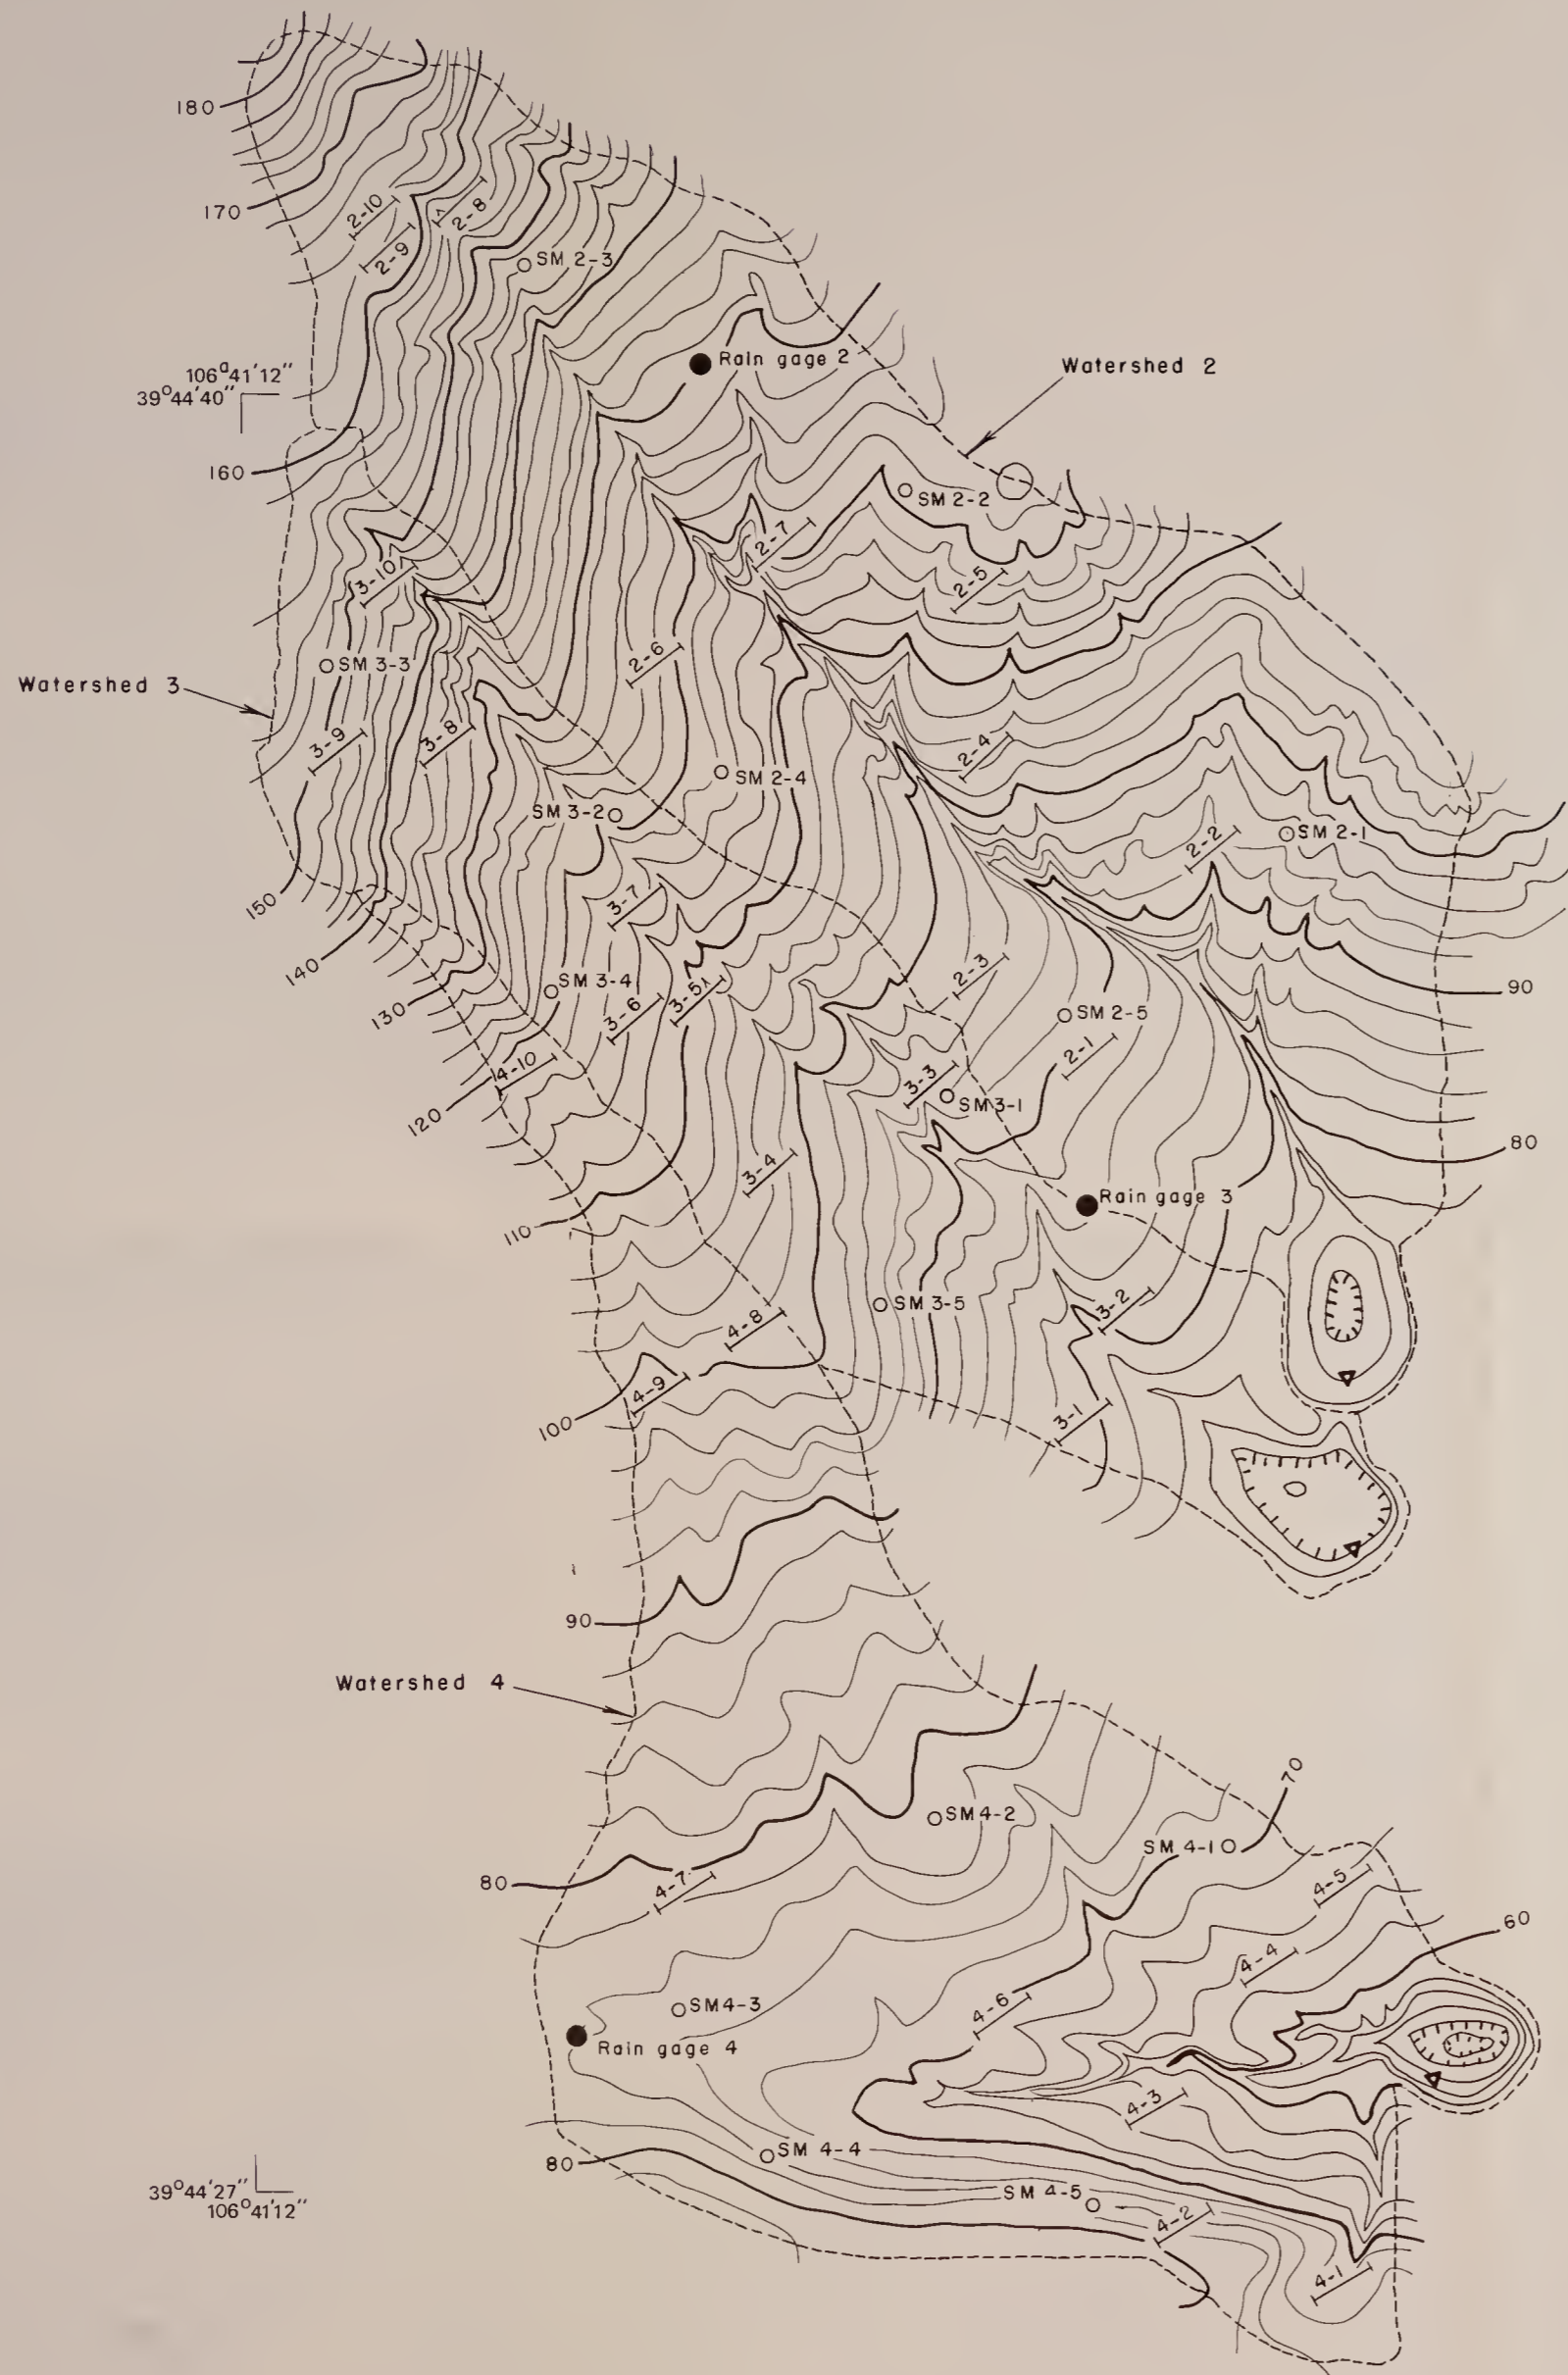 180
170
2-10
2-9
2-8
SM 2-3
Rain gage 2
Watershed 2
106°41'12"
39°44'40"
160
SM 2-2
2-7
2-5
3-10
2-6
SM 3-3
Watershed 3
3-9
3-8
2-4
SM 2-4
SM 3-2
2-2
SM 2-1
150
3-7
140
SM 3-4
2-3
90
130
3-6
3-5
SM 2-5
4-10
2-1
120
3-3
SM 3-1
80
3-4
Rain gage 3
110
SM 3-5
3-2
4-8
4-9
100
3-1
90
Watershed 4
70
SM 4-2
SM 4-1
80
4-7
4-5
60
4-4
SM 4-3
4-6
Rain gage 4
4-3
80
SM 4-4
39°44'27"
106°41'12"
SM 4-5
4-2
4-1